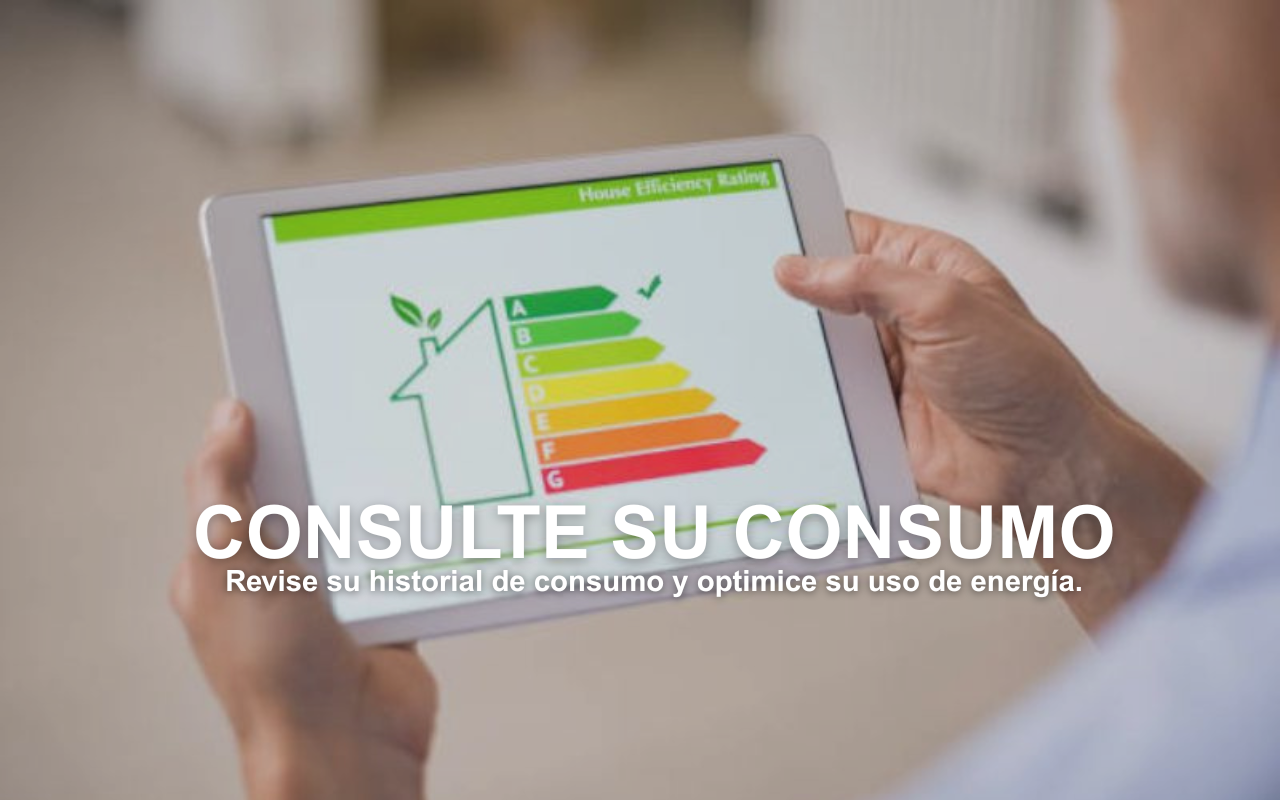 House Efficiency Rating
A
B
C
D
E
F
G
CONSULTE SU CONSUMO
Revise su historial de consumo y optimice su uso de energía.